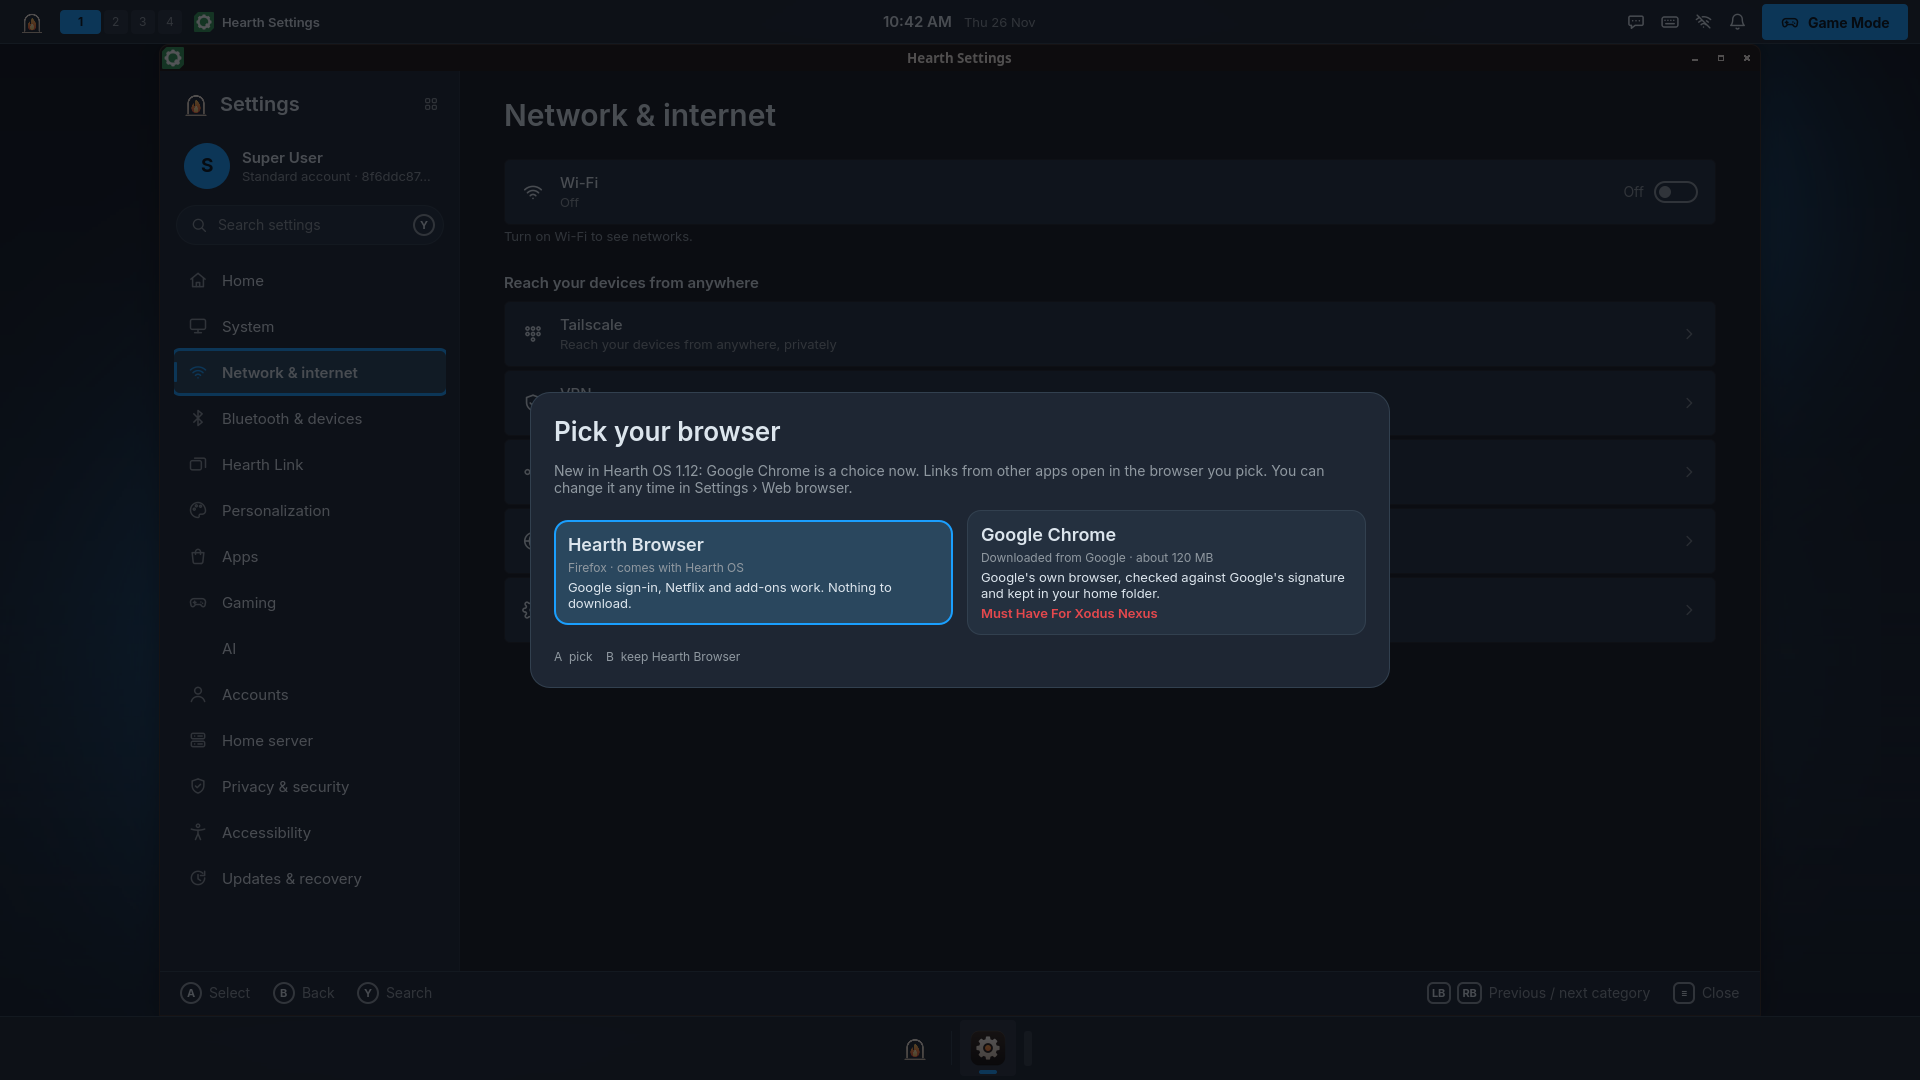 1 2 3 4 Hearth Settings 10:42 AM Thu 26 Nov Game Mode
Hearth Settings
Settings
S
Super User
Standard account · 8f6ddc87...
Search settings Y
Home
System
Network & internet
Bluetooth & devices
Hearth Link
Personalization
Apps
Gaming
AI
Accounts
Home server
Privacy & security
Accessibility
Updates & recovery
Network & internet
Wi-Fi
Off
Off
Turn on Wi-Fi to see networks.
Reach your devices from anywhere
Tailscale
Reach your devices from anywhere, privately
VPN
Pick your browser
New in Hearth OS 1.12: Google Chrome is a choice now. Links from other apps open in the browser you pick. You can
change it any time in Settings › Web browser.
Hearth Browser
Firefox · comes with Hearth OS
Google sign-in, Netflix and add-ons work. Nothing to
download.
Google Chrome
Downloaded from Google · about 120 MB
Google's own browser, checked against Google's signature
and kept in your home folder.
Must Have For Xodus Nexus
A pick B keep Hearth Browser
A Select B Back Y Search
LB RB Previous / next category ≡ Close